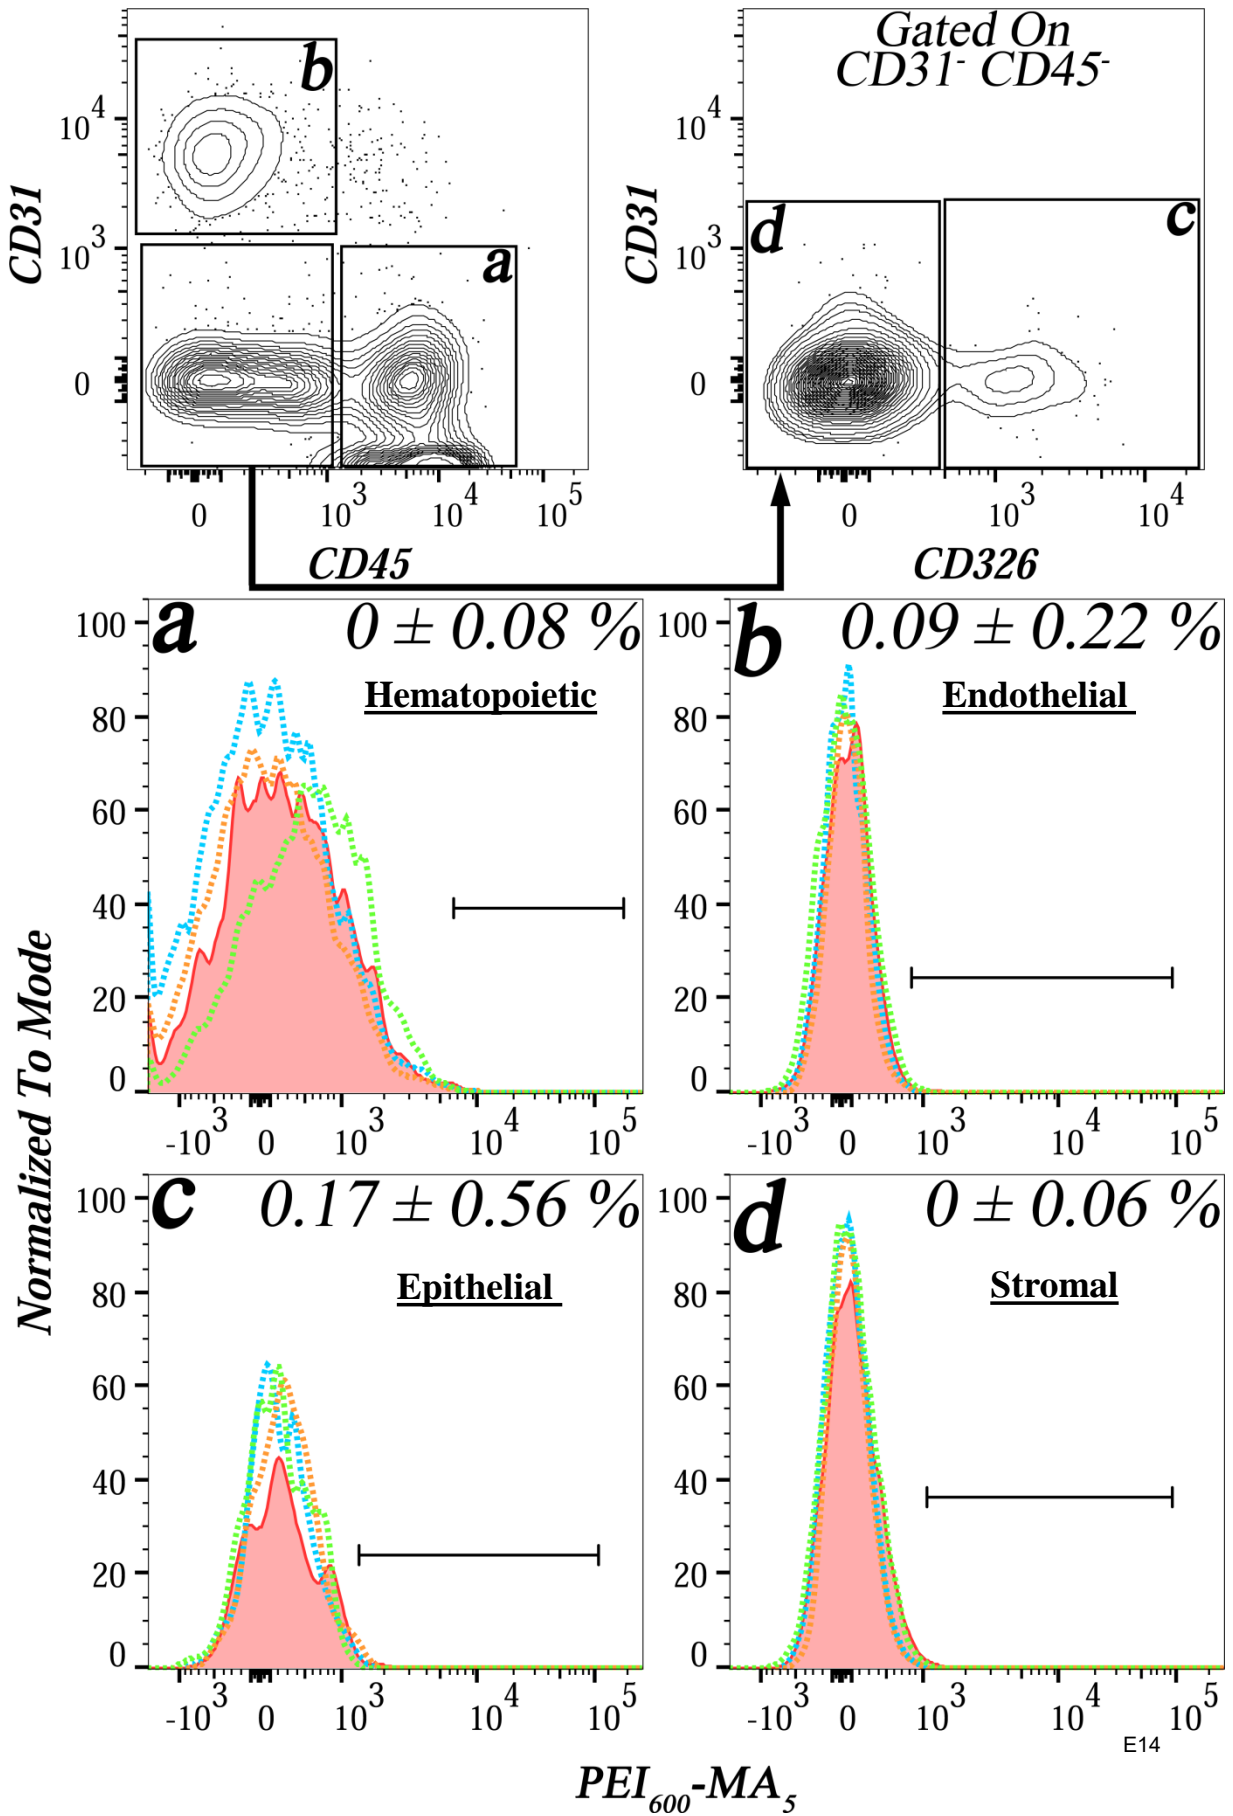 b
a
10^4
10^3
0
CD31
0
10^3
10^4
10^5
CD45
Gated On
CD31^- CD45^-
d
c
10^4
10^3
0
CD31
0
10^3
10^4
CD326
a
0 ± 0.08 %
Hematopoietic
100
80
60
40
20
0
-10^3
0
10^3
10^4
10^5
b
0.09 ± 0.22 %
Endothelial
100
80
60
40
20
0
-10^3
0
10^3
10^4
10^5
Normalized To Mode
c
0.17 ± 0.56 %
Epithelial
100
80
60
40
20
0
-10^3
0
10^3
10^4
10^5
d
0 ± 0.06 %
Stromal
100
80
60
40
20
0
-10^3
0
10^3
10^4
10^5
E14
PEI_600-MA_5